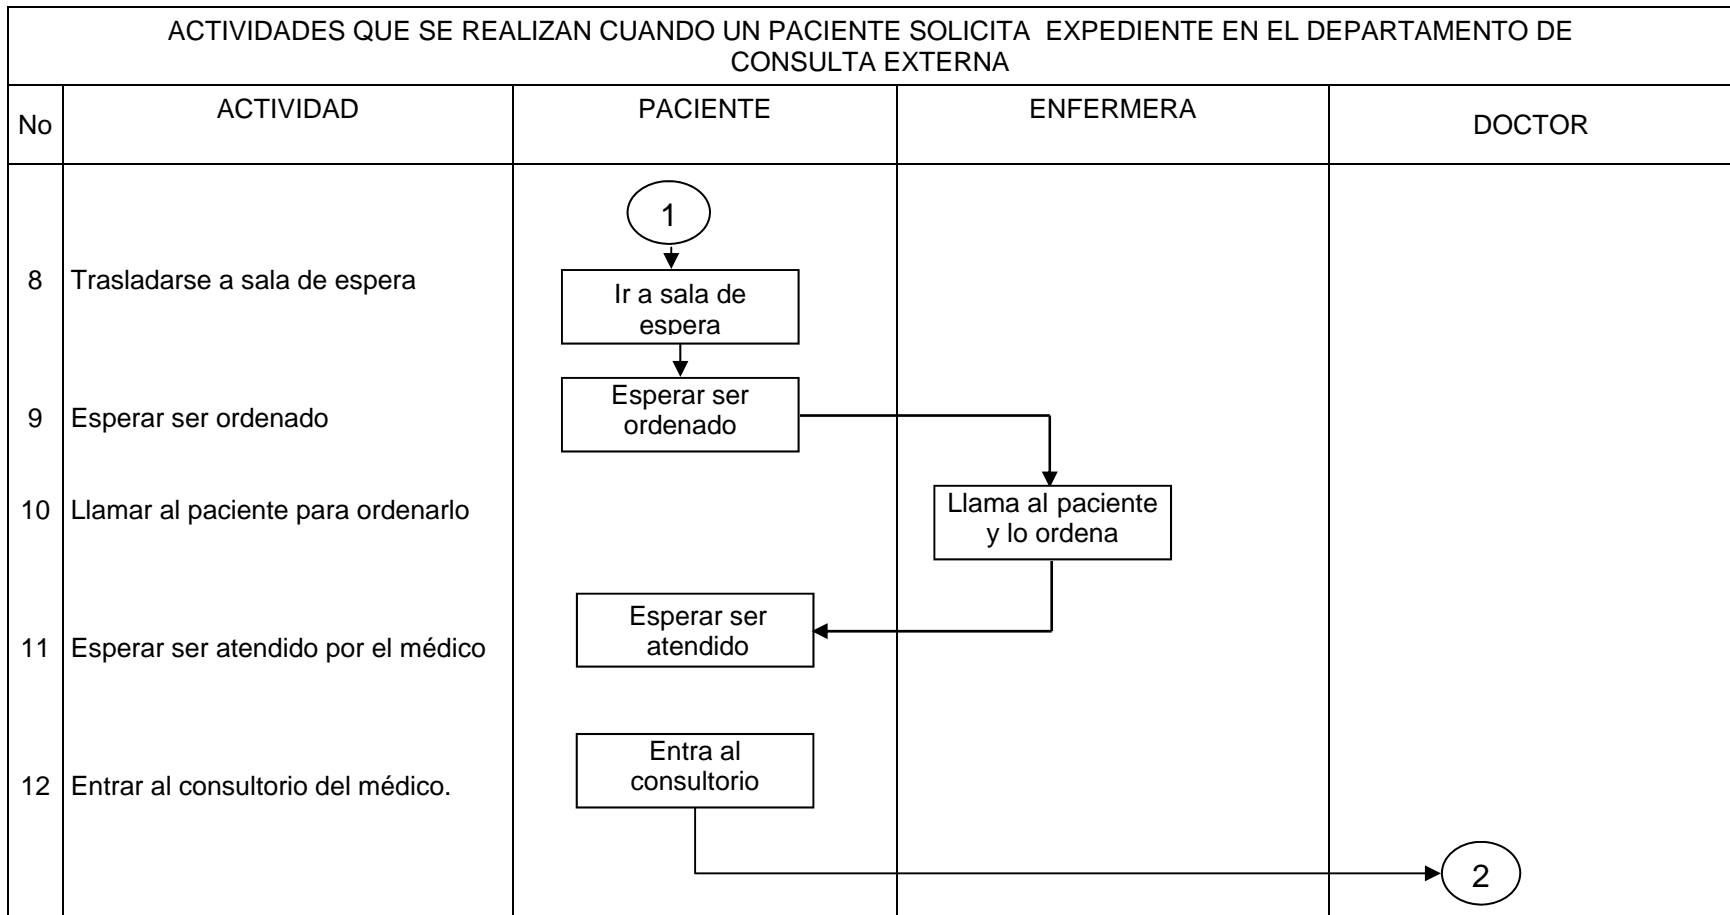 ACTIVIDADES QUE SE REALIZAN CUANDO UN PACIENTE SOLICITA EXPEDIENTE EN EL DEPARTAMENTO DE
CONSULTA EXTERNA
No
ACTIVIDAD
PACIENTE
ENFERMERA
DOCTOR
1
8
Trasladarse a sala de espera
Ir a sala de
espera
9
Esperar ser ordenado
Esperar ser
ordenado
10
Llamar al paciente para ordenarlo
Llama al paciente
y lo ordena
11
Esperar ser atendido por el médico
Esperar ser
atendido
12
Entrar al consultorio del médico.
Entra al
consultorio
2